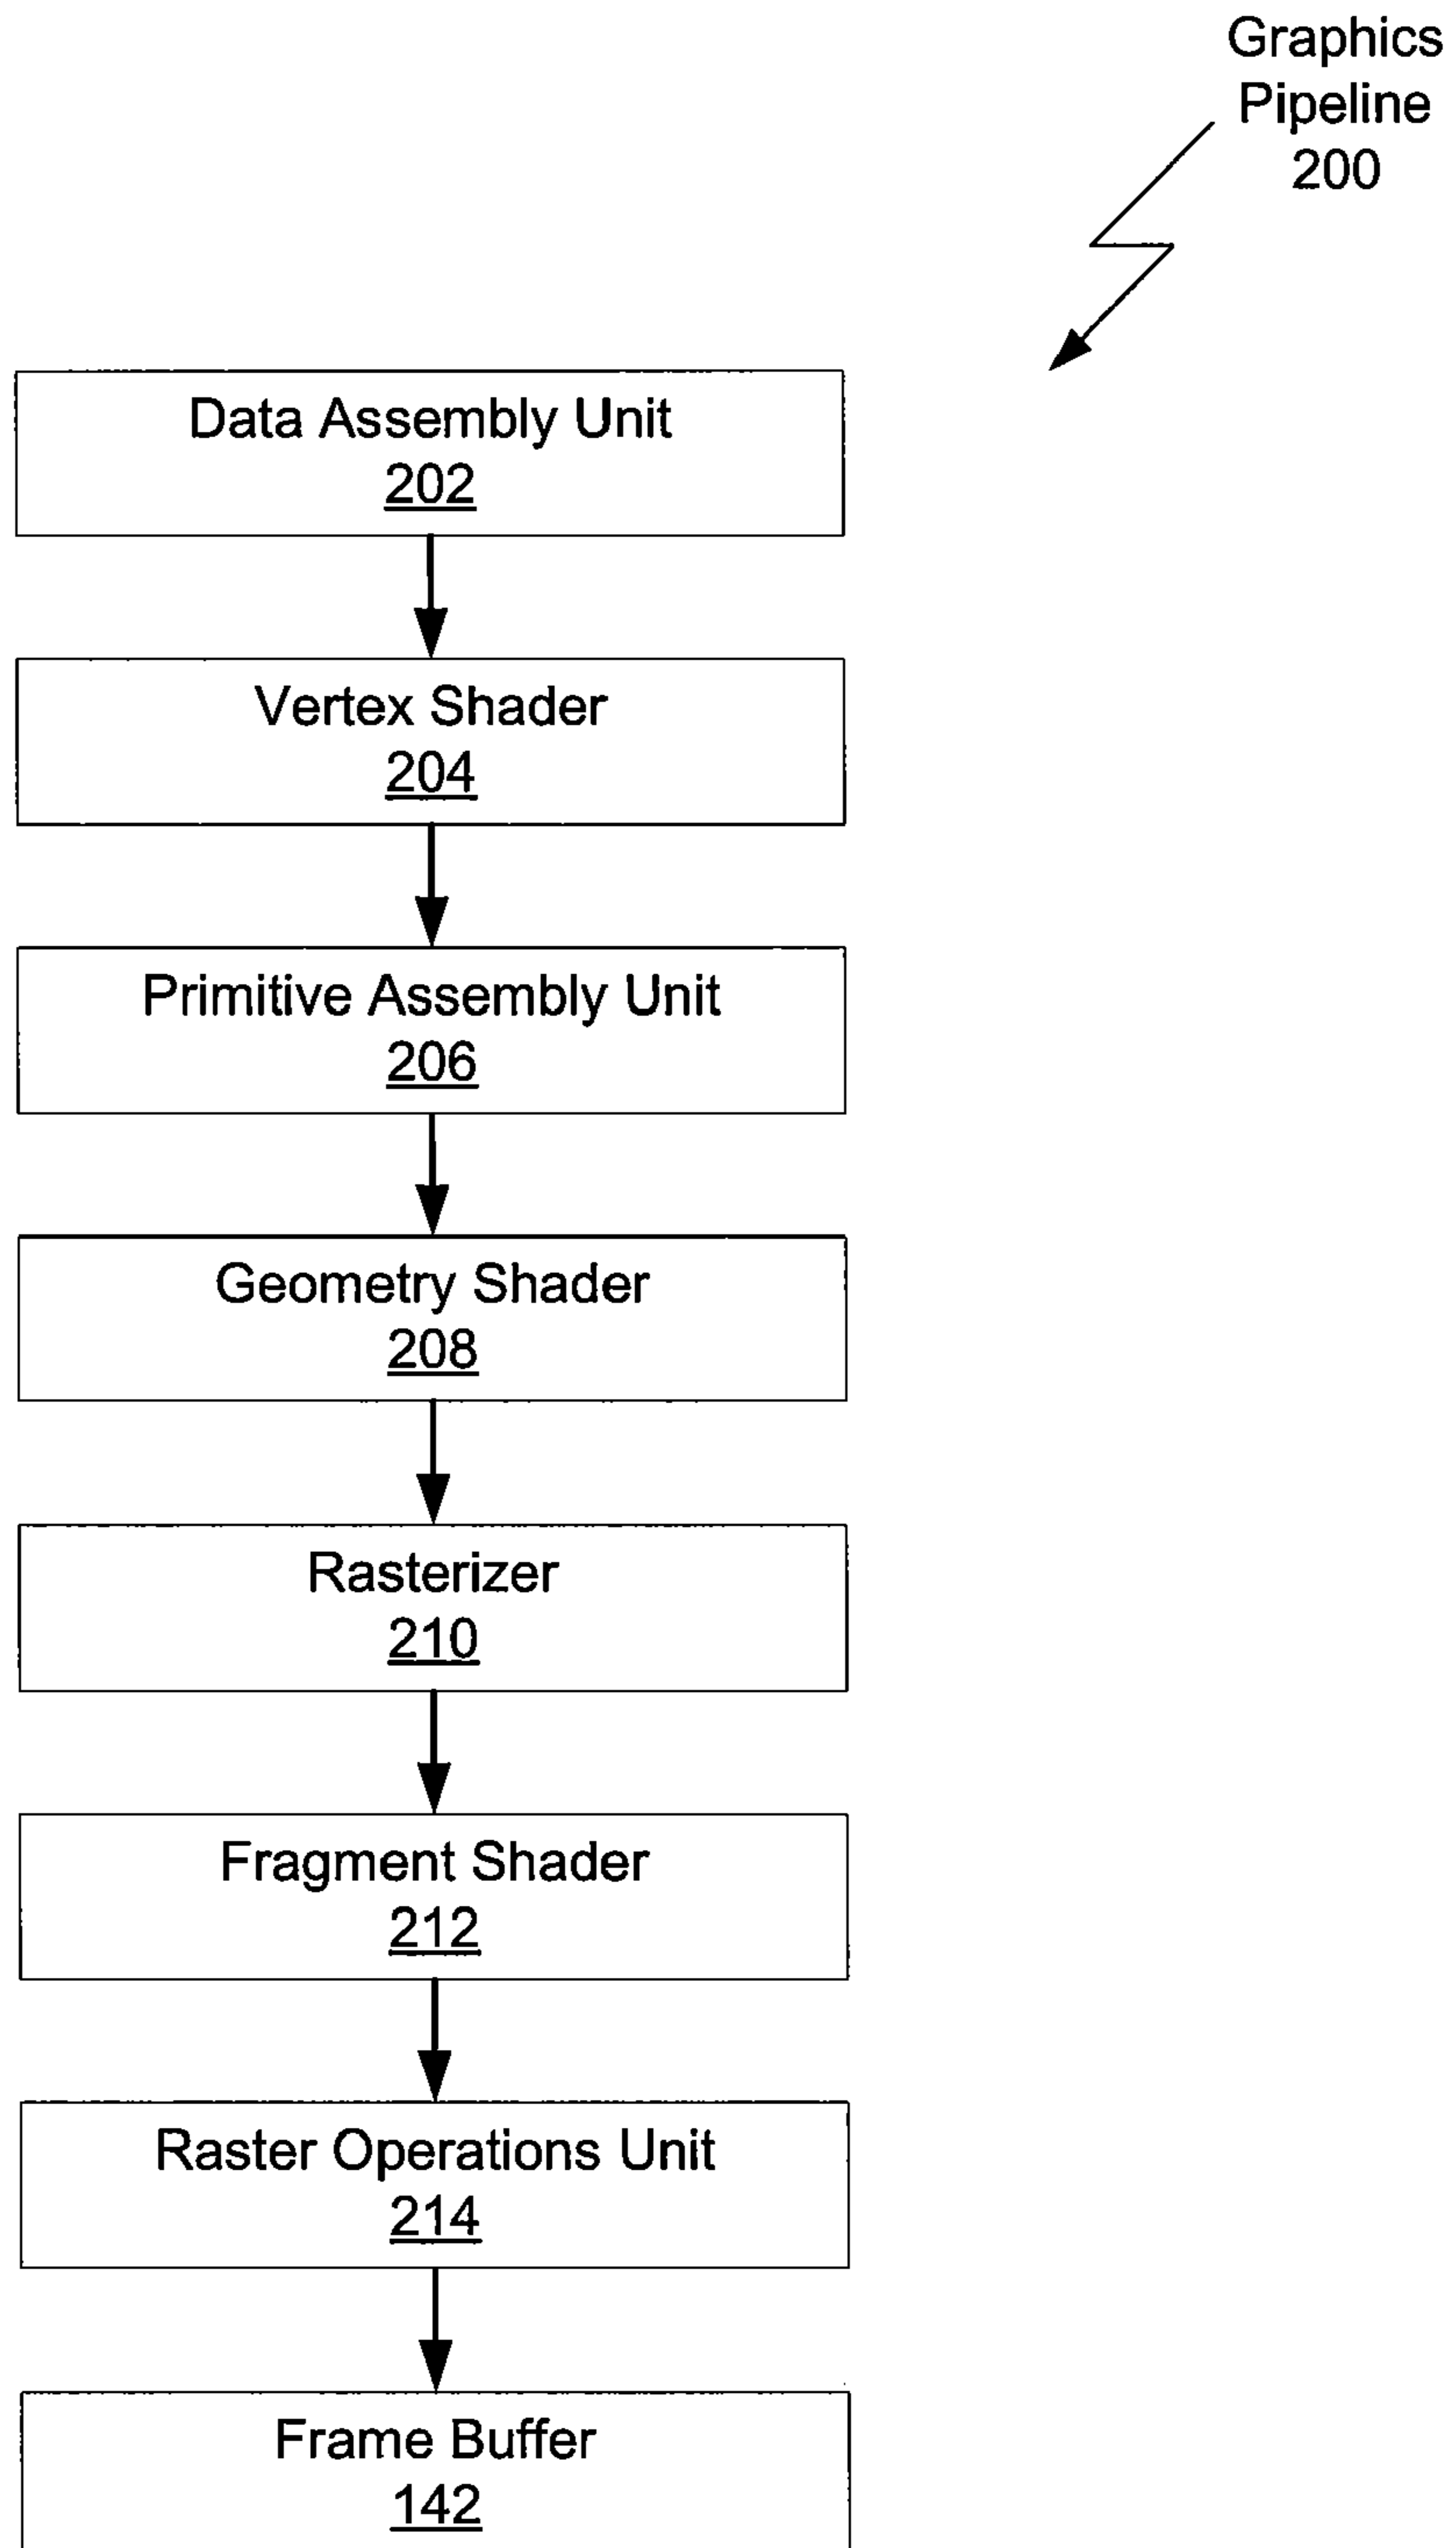 Graphics
Pipeline
200
Data Assembly Unit
202
Vertex Shader
204
Primitive Assembly Unit
206
Geometry Shader
208
Rasterizer
210
Fragment Shader
212
Raster Operations Unit
214
Frame Buffer
142